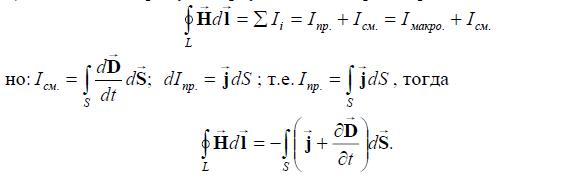 ∮_L H⃗dl⃗ = ∑ I_i = I_пр. + I_см. = I_макро. + I_см.
но: I_см. = ∫_S dD⃗/dt dS⃗; dI_пр. = j⃗dS ; т.е. I_пр. = ∫_S j⃗dS , тогда
∮_L H⃗dl⃗ = -∫_S (j⃗ + ∂D⃗/∂t) dS⃗.